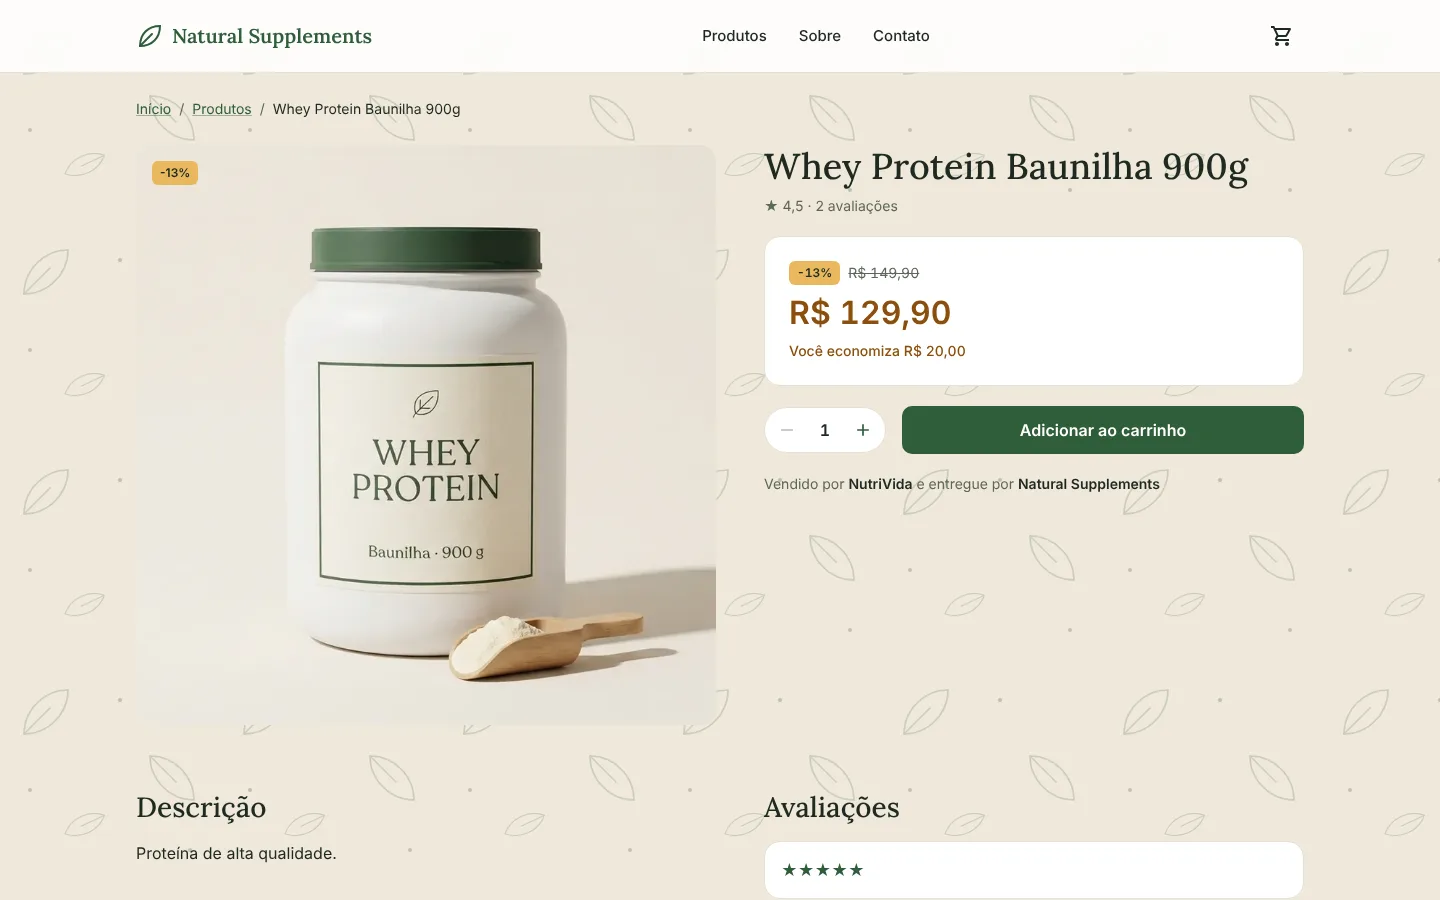 Natural Supplements
Produtos
Sobre
Contato
Início / Produtos / Whey Protein Baunilha 900g
-13%
WHEY
PROTEIN
Baunilha · 900 g
Whey Protein Baunilha 900g
★ 4,5 · 2 avaliações
-13% R$ 149,90
R$ 129,90
Você economiza R$ 20,00
− 1 +
Adicionar ao carrinho
Vendido por NutriVida e entregue por Natural Supplements
Descrição
Proteína de alta qualidade.
Avaliações
★★★★★